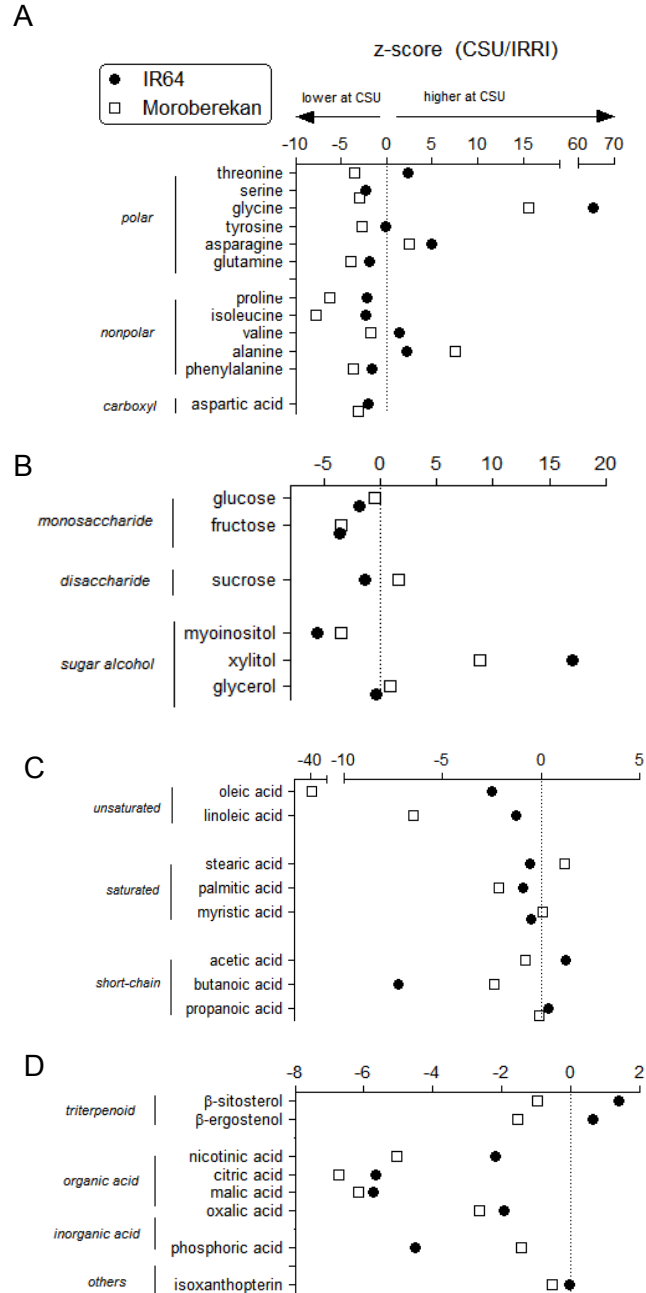 A
z-score (CSU/IRRI)
IR64
Moroberekan
lower at CSU
higher at CSU
-10 -5 0 5 10 15 60 70
polar
threonine
serine
glycine
tyrosine
asparagine
glutamine
nonpolar
proline
isoleucine
valine
alanine
phenylalanine
carboxyl
aspartic acid
B
-5 0 5 10 15 20
monosaccharide
glucose
fructose
disaccharide
sucrose
sugar alcohol
myoinositol
xylitol
glycerol
C
-40 -10 -5 0 5
unsaturated
oleic acid
linoleic acid
saturated
stearic acid
palmitic acid
myristic acid
short-chain
acetic acid
butanoic acid
propanoic acid
D
-8 -6 -4 -2 0 2
triterpenoid
β-sitosterol
β-ergostenol
organic acid
nicotinic acid
citric acid
malic acid
oxalic acid
inorganic acid
phosphoric acid
others
isoxanthopterin